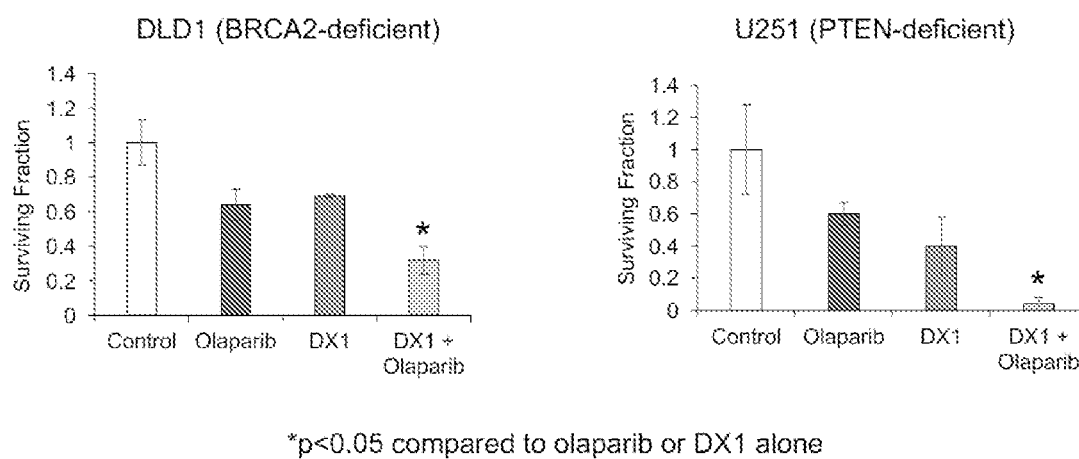 DLD1 (BRCA2-deficient)
Surviving Fraction
1.4
1.2
1
0.8
0.6
0.4
0.2
0
*
Control
Olaparib
DX1
DX1 +
Olaparib
U251 (PTEN-deficient)
Surviving Fraction
1.4
1.2
1
0.8
0.6
0.4
0.2
0
*
Control
Olaparib
DX1
DX1 +
Olaparib
*p<0.05 compared to olaparib or DX1 alone